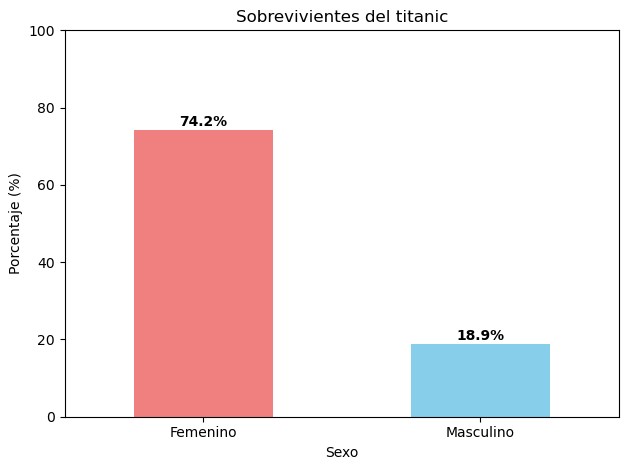 Sobrevivientes del titanic
100
80
60
40
20
0
Porcentaje (%)
74.2%
18.9%
Femenino
Masculino
Sexo